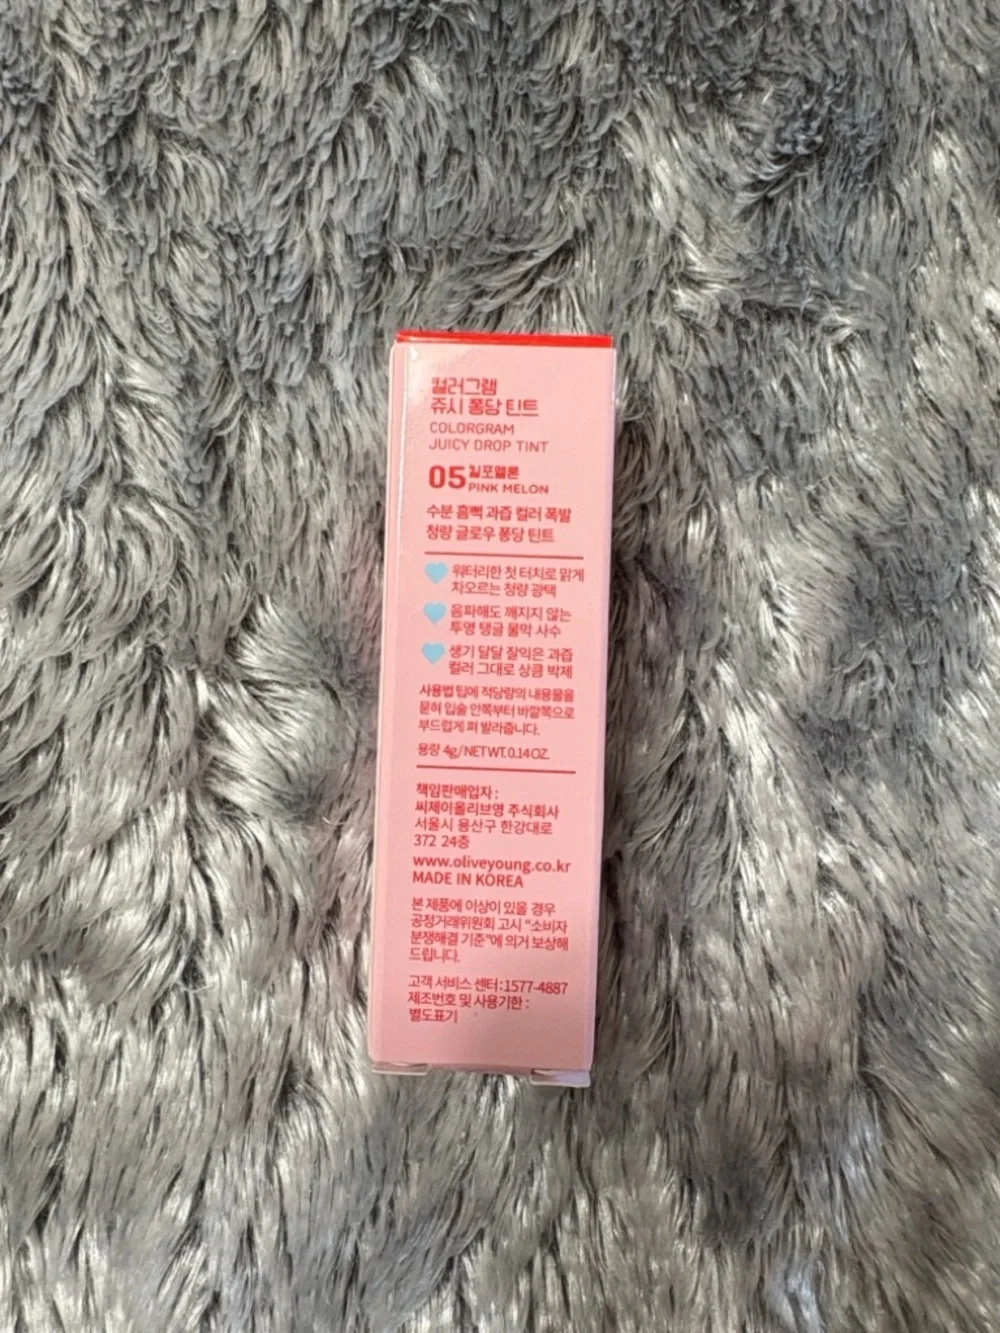 컬러그램
쥬시 퐁당 틴트
COLORGRAM
JUICY DROP TINT
05 길포멜론
PINK MELON
수분 흠뻑 과즙 컬러 폭발
청량 글로우 퐁당 틴트
워터리한 첫 터치로 맑게
차오르는 청량 광택
음파해도 깨지지 않는
투명 탱글 물막 사수
생기 달달 잘익은 과즙
컬러 그대로 상큼 박제
사용법 팁에 적당량의 내용물을
묻혀 입술 안쪽부터 바깥쪽으로
부드럽게 펴 발라줍니다.
용량 4g/NET WT. 0.14 OZ.
책임판매업자 :
씨제이올리브영 주식회사
서울시 용산구 한강대로
372 24층
www.oliveyoung.co.kr
MADE IN KOREA
본 제품에 이상이 있을 경우
공정거래위원회 고시 "소비자
분쟁해결 기준"에 의거 보상해
드립니다.
고객 서비스 센터:1577-4887
제조번호 및 사용기한 :
별도표기